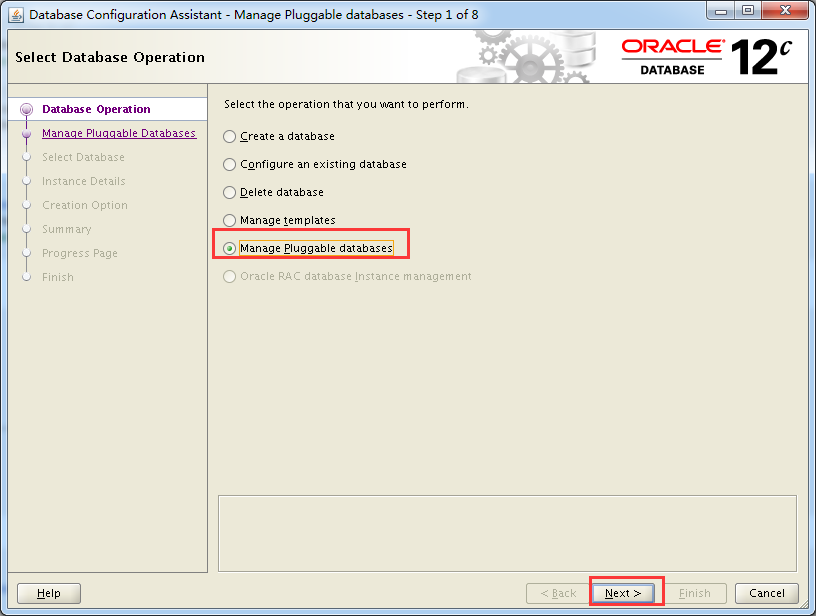 Database Configuration Assistant - Manage Pluggable databases - Step 1 of 8
Select Database Operation
ORACLE®
DATABASE
12c
Database Operation
Manage Pluggable Databases
Select Database
Instance Details
Creation Option
Summary
Progress Page
Finish
Select the operation that you want to perform.
Create a database
Configure an existing database
Delete database
Manage templates
Manage Pluggable databases
Oracle RAC database Instance management
Help
< Back
Next >
Finish
Cancel